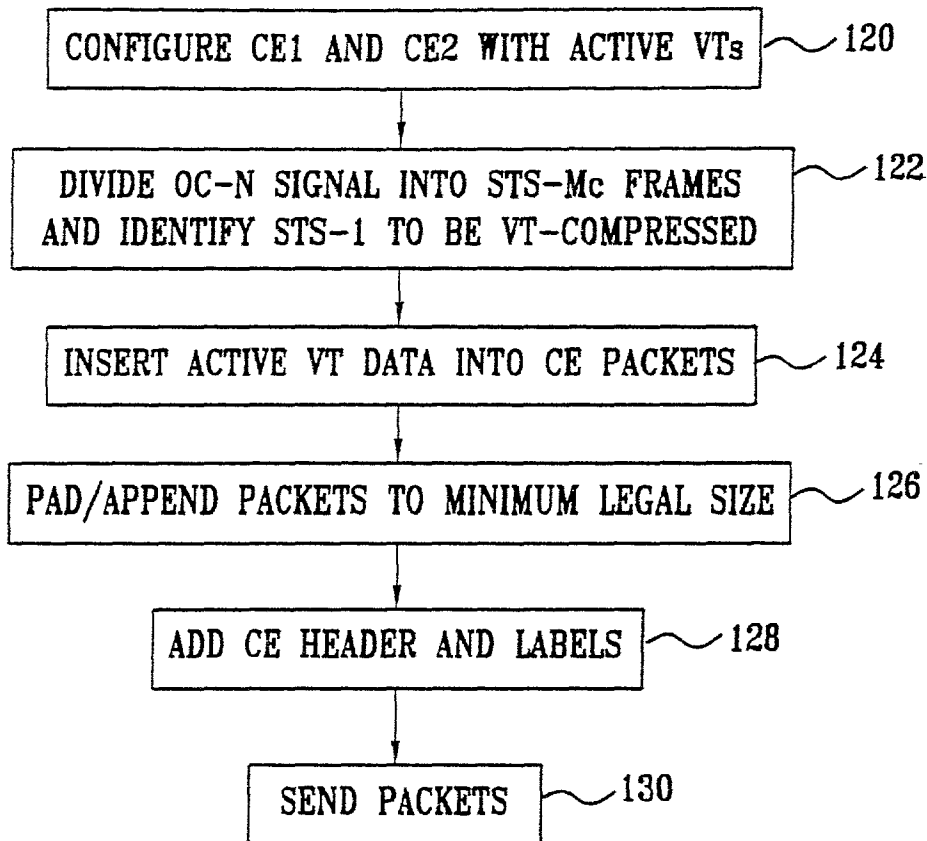 CONFIGURE CE1 AND CE2 WITH ACTIVE VTs
120
DIVIDE OC-N SIGNAL INTO STS-Mc FRAMES
AND IDENTIFY STS-1 TO BE VT-COMPRESSED
122
INSERT ACTIVE VT DATA INTO CE PACKETS
124
PAD/APPEND PACKETS TO MINIMUM LEGAL SIZE
126
ADD CE HEADER AND LABELS
128
SEND PACKETS
130